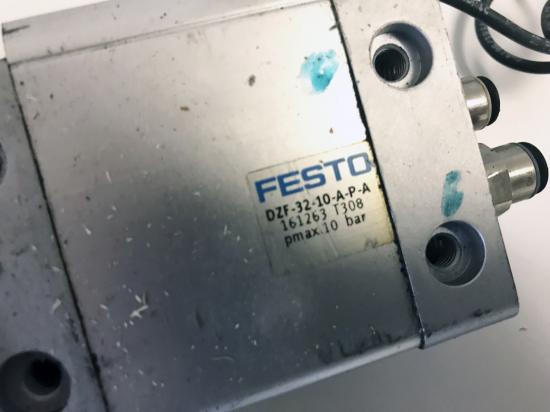 FESTO
DZF-32-10-A-P-A
161263 T308
pmax.10 bar